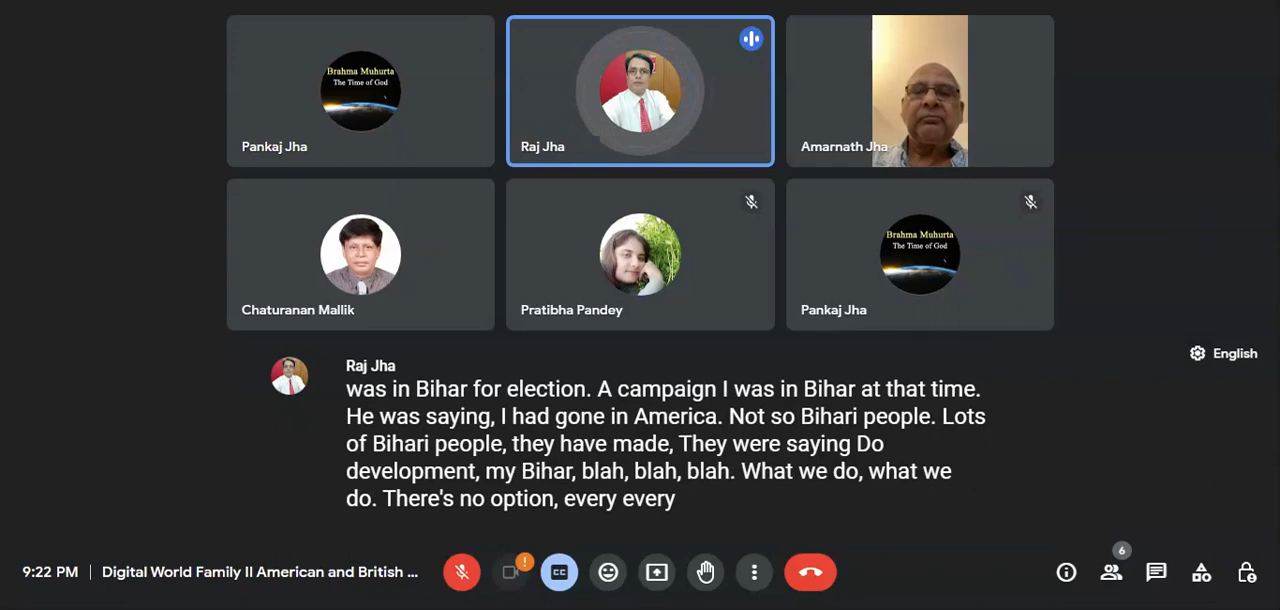 Brahma Muhurta
The Time of God
Pankaj Jha
Raj Jha
Amarnath Jha
Chaturanan Mallik
Pratibha Pandey
Brahma Muhurta
The Time of God
Pankaj Jha
English
Raj Jha
was in Bihar for election. A campaign I was in Bihar at that time.
He was saying, I had gone in America. Not so Bihari people. Lots
of Bihari people, they have made, They were saying Do
development, my Bihar, blah, blah, blah. What we do, what we
do. There's no option, every every
6
9:22 PM | Digital World Family II American and British ...
CC